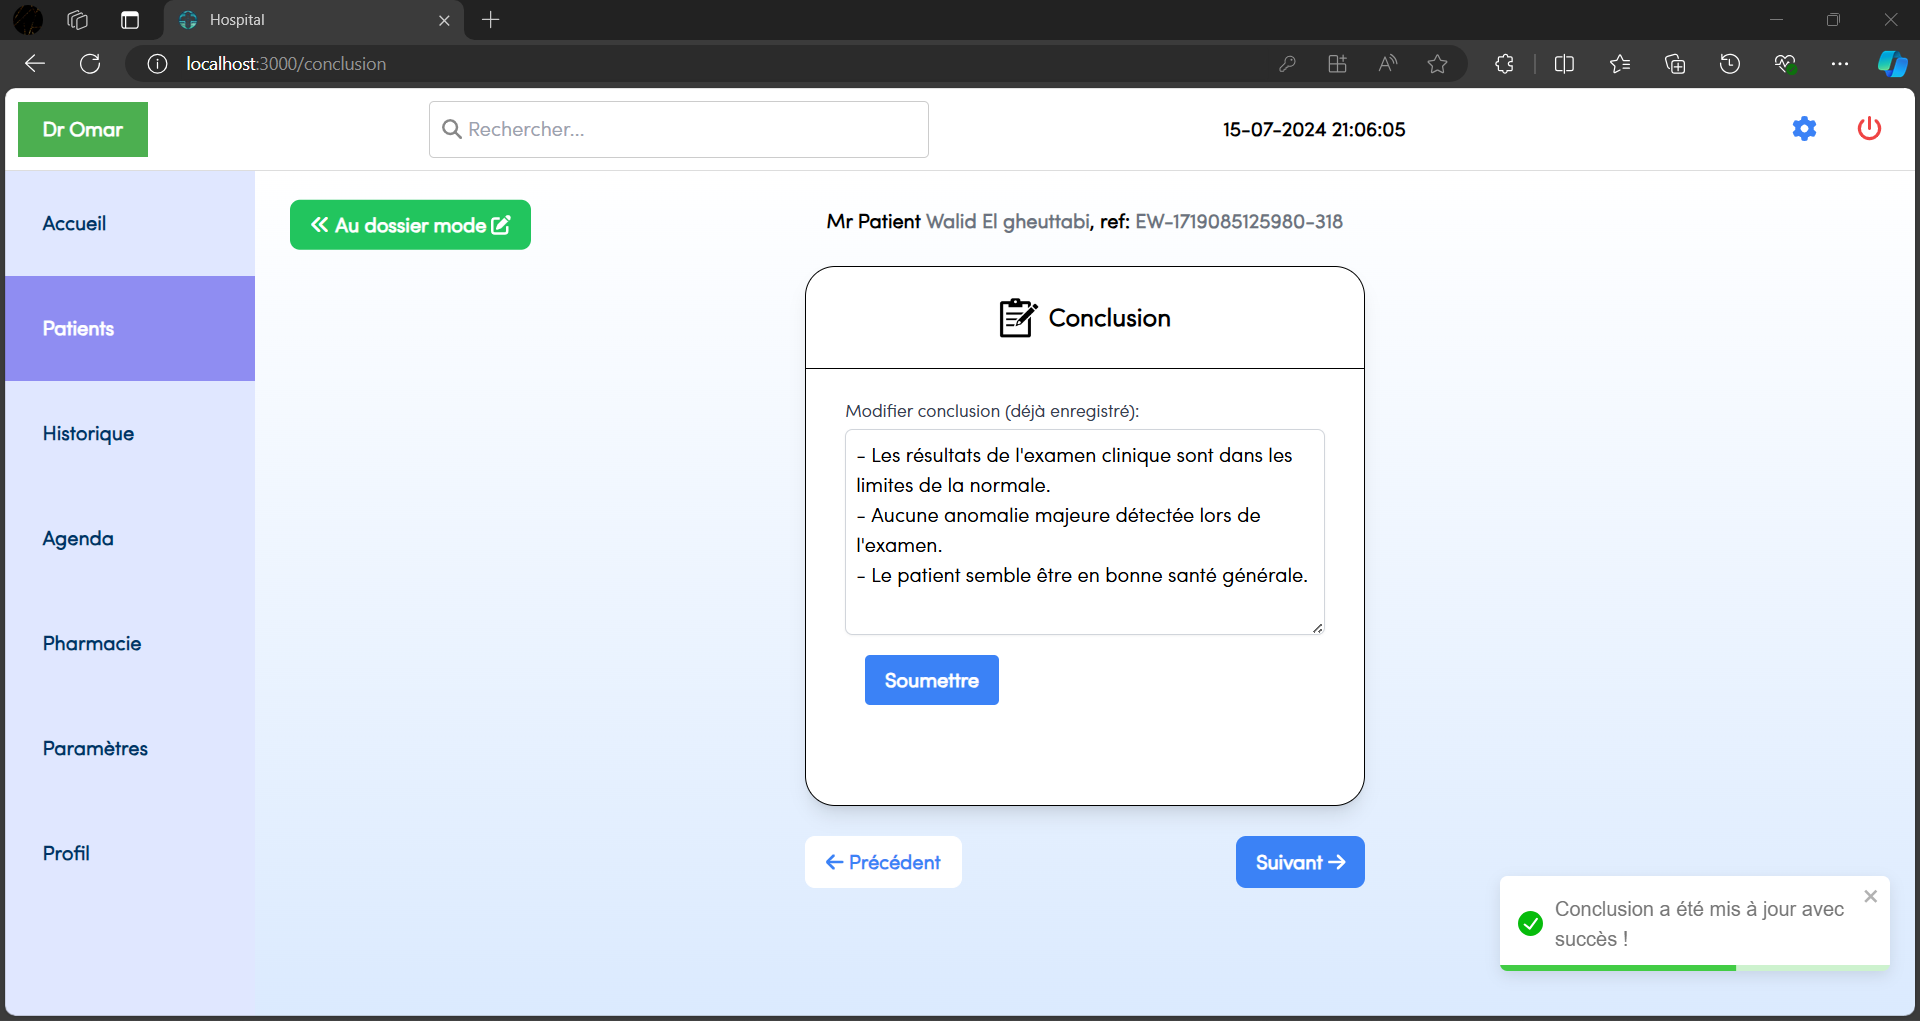 Hospital
localhost:3000/conclusion
Dr Omar
Rechercher...
15-07-2024 21:06:05
Accueil
Patients
Historique
Agenda
Pharmacie
Paramètres
Profil
Au dossier mode
Mr Patient Walid El gheuttabi, ref: EW-1719085125980-318
Conclusion
Modifier conclusion (déjà enregistré):
- Les résultats de l'examen clinique sont dans les
limites de la normale.
- Aucune anomalie majeure détectée lors de
l'examen.
- Le patient semble être en bonne santé générale.
Soumettre
Précédent
Suivant
Conclusion a été mis à jour avec
succès !